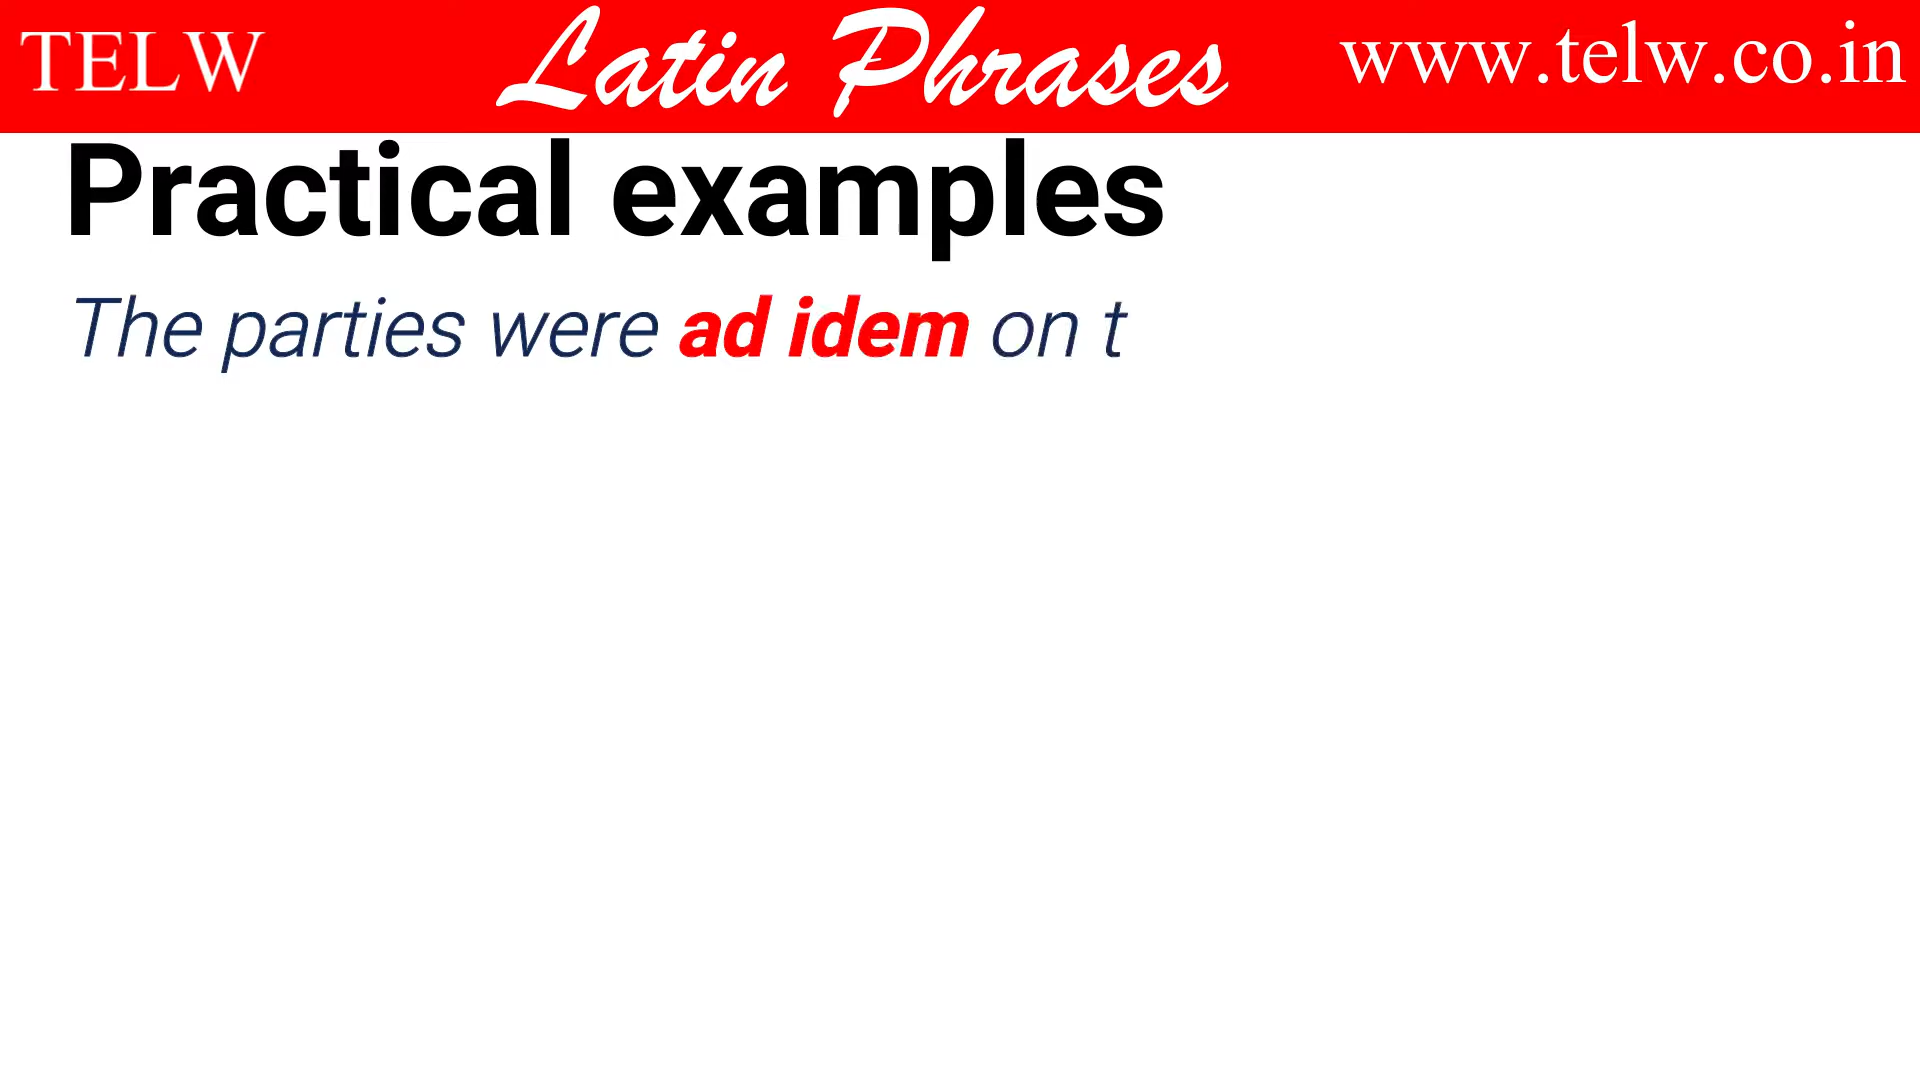 TELW Latin Phrases www.telw.co.in
Practical examples
The parties were ad idem on t